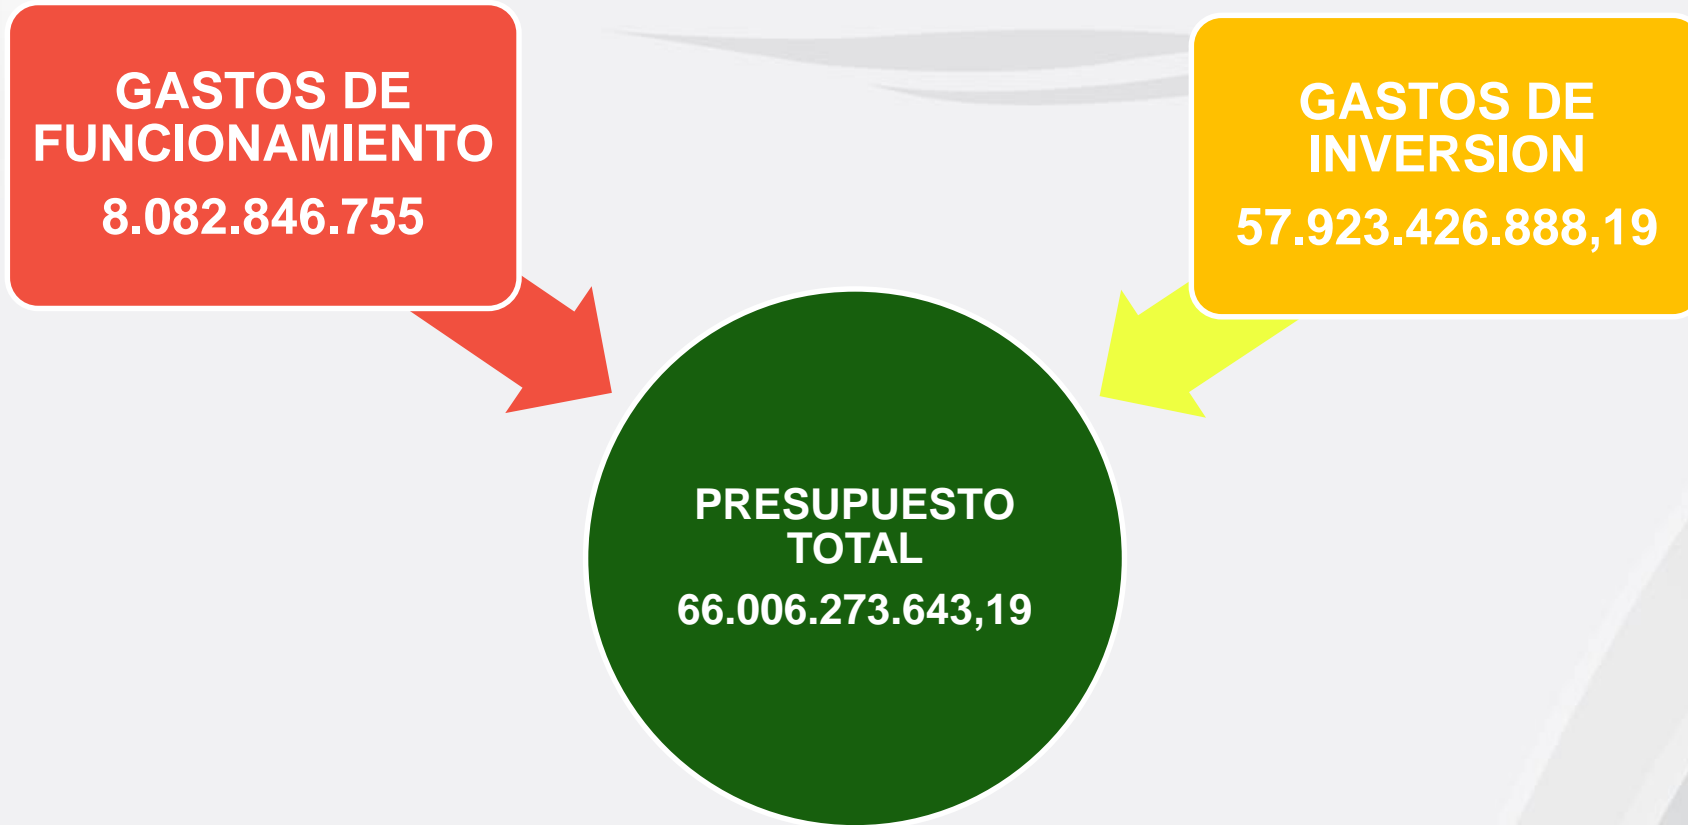 GASTOS DE
FUNCIONAMIENTO
8.082.846.755
GASTOS DE
INVERSION
57.923.426.888,19
PRESUPUESTO
TOTAL
66.006.273.643,19